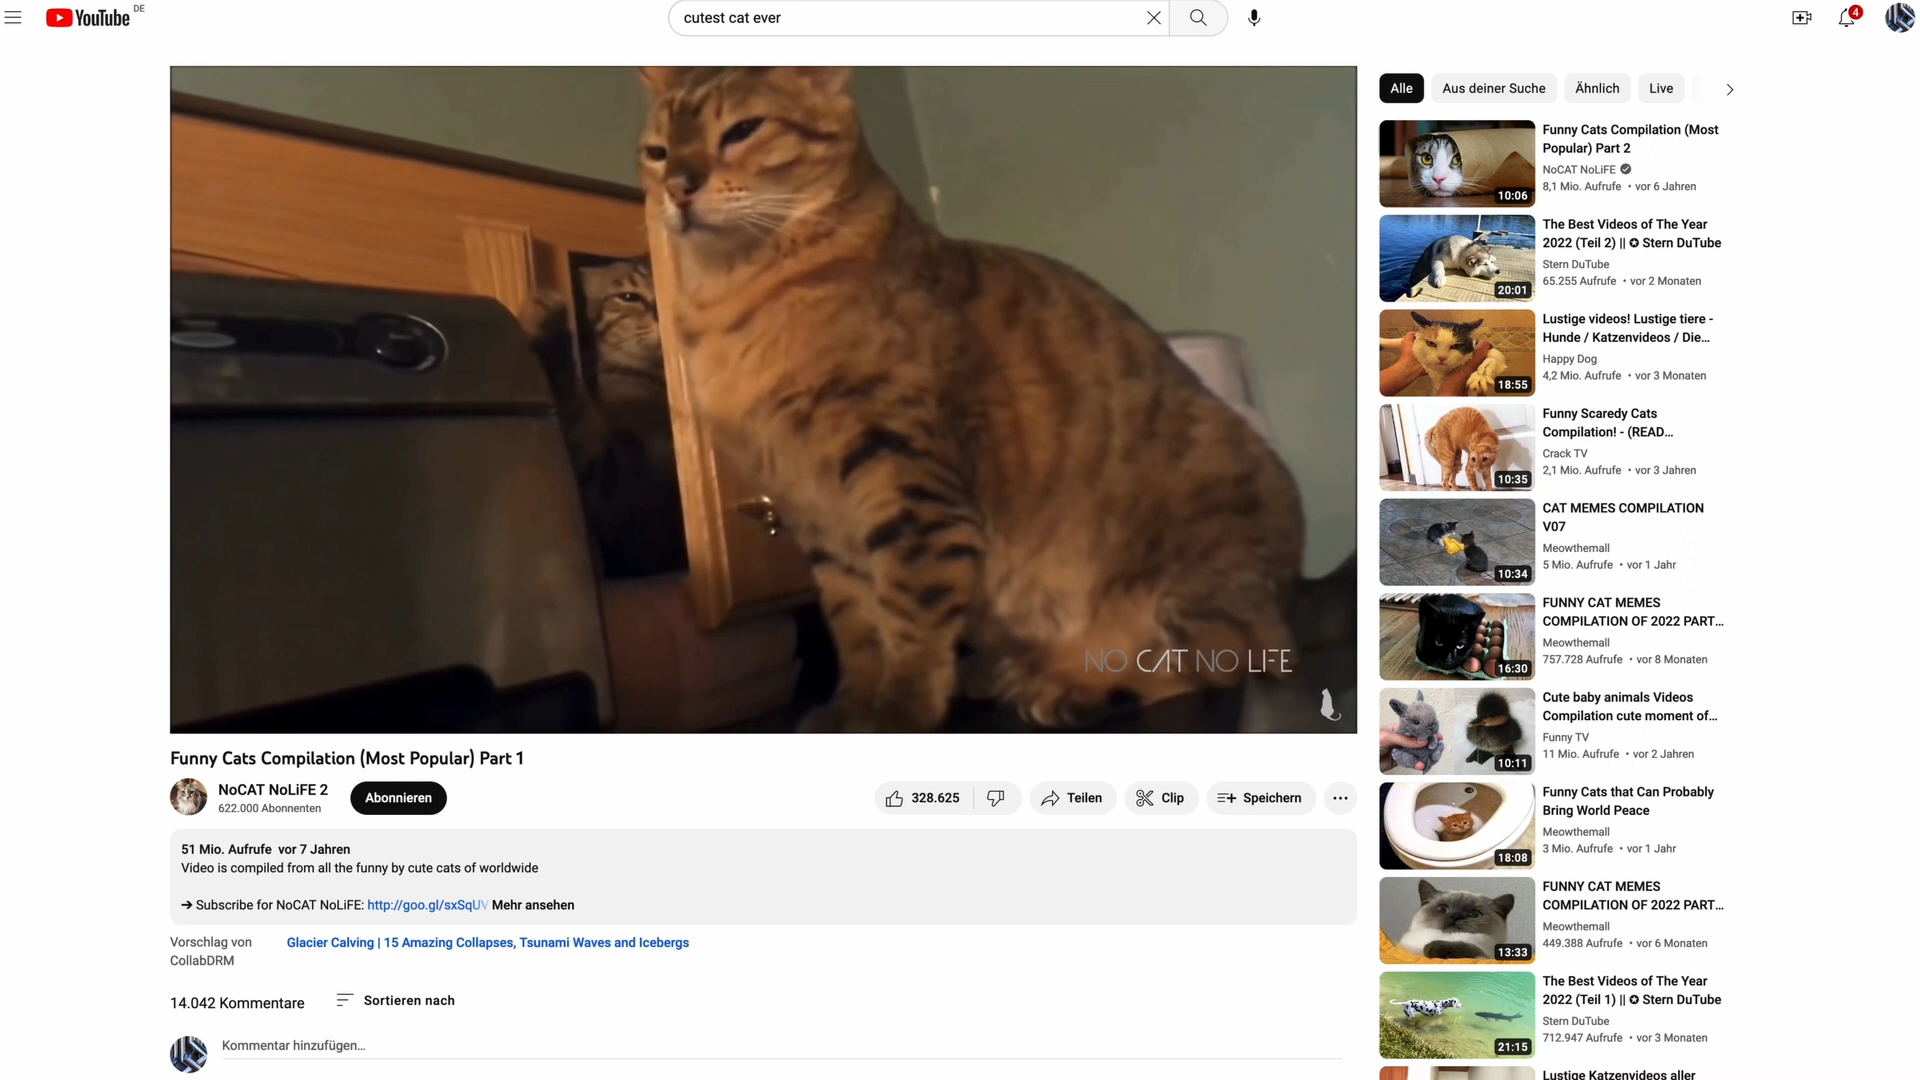 YouTube DE
cutest cat ever
4
NO CAT NO LIFE
Funny Cats Compilation (Most Popular) Part 1
NoCAT NoLiFE 2
622.000 Abonnenten
Abonnieren
328.625
Teilen
Clip
Speichern
51 Mio. Aufrufe vor 7 Jahren
Video is compiled from all the funny by cute cats of worldwide
➔ Subscribe for NoCAT NoLiFE: http://goo.gl/sxSqUV Mehr ansehen
Vorschlag von
CollabDRM
Glacier Calving | 15 Amazing Collapses, Tsunami Waves and Icebergs
14.042 Kommentare
Sortieren nach
Kommentar hinzufügen...
Alle
Aus deiner Suche
Ähnlich
Live
10:06
Funny Cats Compilation (Most
Popular) Part 2
NoCAT NoLiFE
8,1 Mio. Aufrufe • vor 6 Jahren
20:01
The Best Videos of The Year
2022 (Teil 2) || ✪ Stern DuTube
Stern DuTube
65.255 Aufrufe • vor 2 Monaten
18:55
Lustige videos! Lustige tiere -
Hunde / Katzenvideos / Die...
Happy Dog
4,2 Mio. Aufrufe • vor 3 Monaten
10:35
Funny Scaredy Cats
Compilation! - (READ...
Crack TV
2,1 Mio. Aufrufe • vor 3 Jahren
10:34
CAT MEMES COMPILATION
V07
Meowthemall
5 Mio. Aufrufe • vor 1 Jahr
16:30
FUNNY CAT MEMES
COMPILATION OF 2022 PART...
Meowthemall
757.728 Aufrufe • vor 8 Monaten
10:11
Cute baby animals Videos
Compilation cute moment of...
Funny TV
11 Mio. Aufrufe • vor 2 Jahren
18:08
Funny Cats that Can Probably
Bring World Peace
Meowthemall
3 Mio. Aufrufe • vor 1 Jahr
13:33
FUNNY CAT MEMES
COMPILATION OF 2022 PART...
Meowthemall
449.388 Aufrufe • vor 6 Monaten
21:15
The Best Videos of The Year
2022 (Teil 1) || ✪ Stern DuTube
Stern DuTube
712.947 Aufrufe • vor 3 Monaten
Lustige Katzenvideos aller